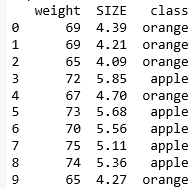 weight SIZE class
0 69 4.39 orange
1 69 4.21 orange
2 65 4.09 orange
3 72 5.85 apple
4 67 4.70 orange
5 73 5.68 apple
6 70 5.56 apple
7 75 5.11 apple
8 74 5.36 apple
9 65 4.27 orange